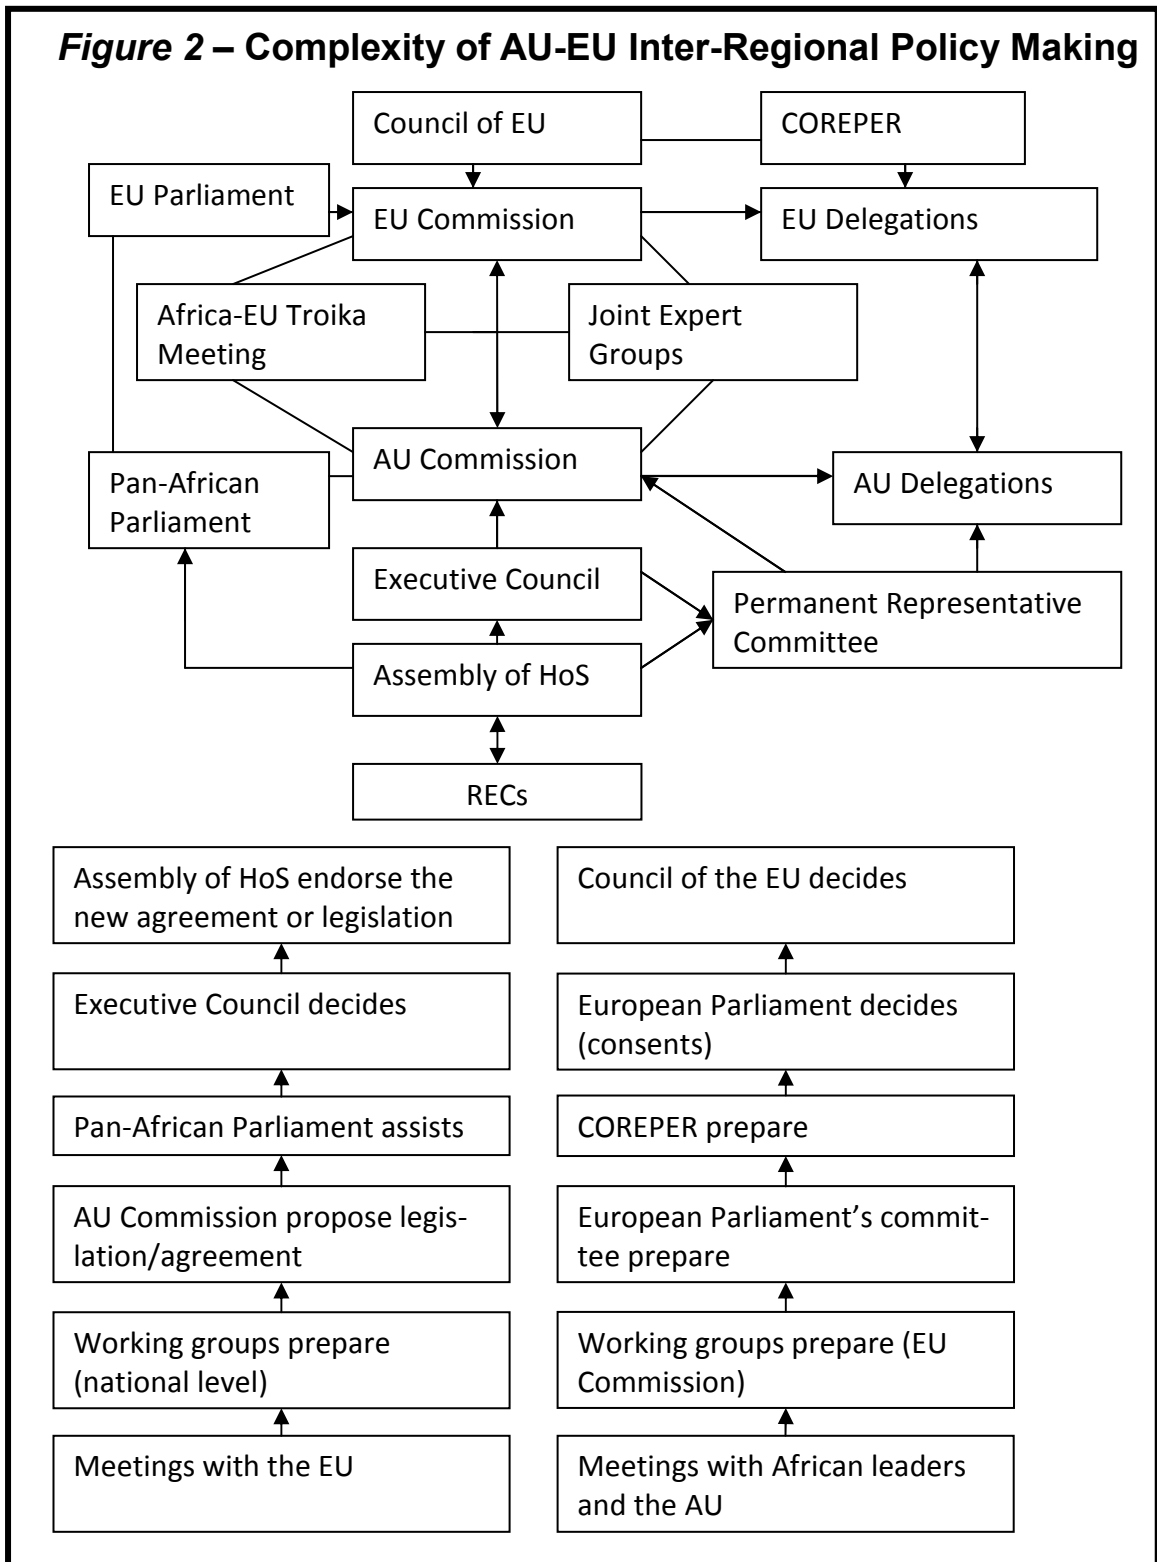 Figure 2 – Complexity of AU-EU Inter-Regional Policy Making
Council of EU
COREPER
EU Parliament
EU Commission
EU Delegations
Africa-EU Troika
Meeting
Joint Expert
Groups
AU Commission
Pan-African
Parliament
AU Delegations
Executive Council
Permanent Representative
Committee
Assembly of HoS
RECs
Assembly of HoS endorse the
new agreement or legislation
Executive Council decides
Pan-African Parliament assists
AU Commission propose legis-
lation/agreement
Working groups prepare
(national level)
Meetings with the EU
Council of the EU decides
European Parliament decides
(consents)
COREPER prepare
European Parliament’s commit-
tee prepare
Working groups prepare (EU
Commission)
Meetings with African leaders
and the AU